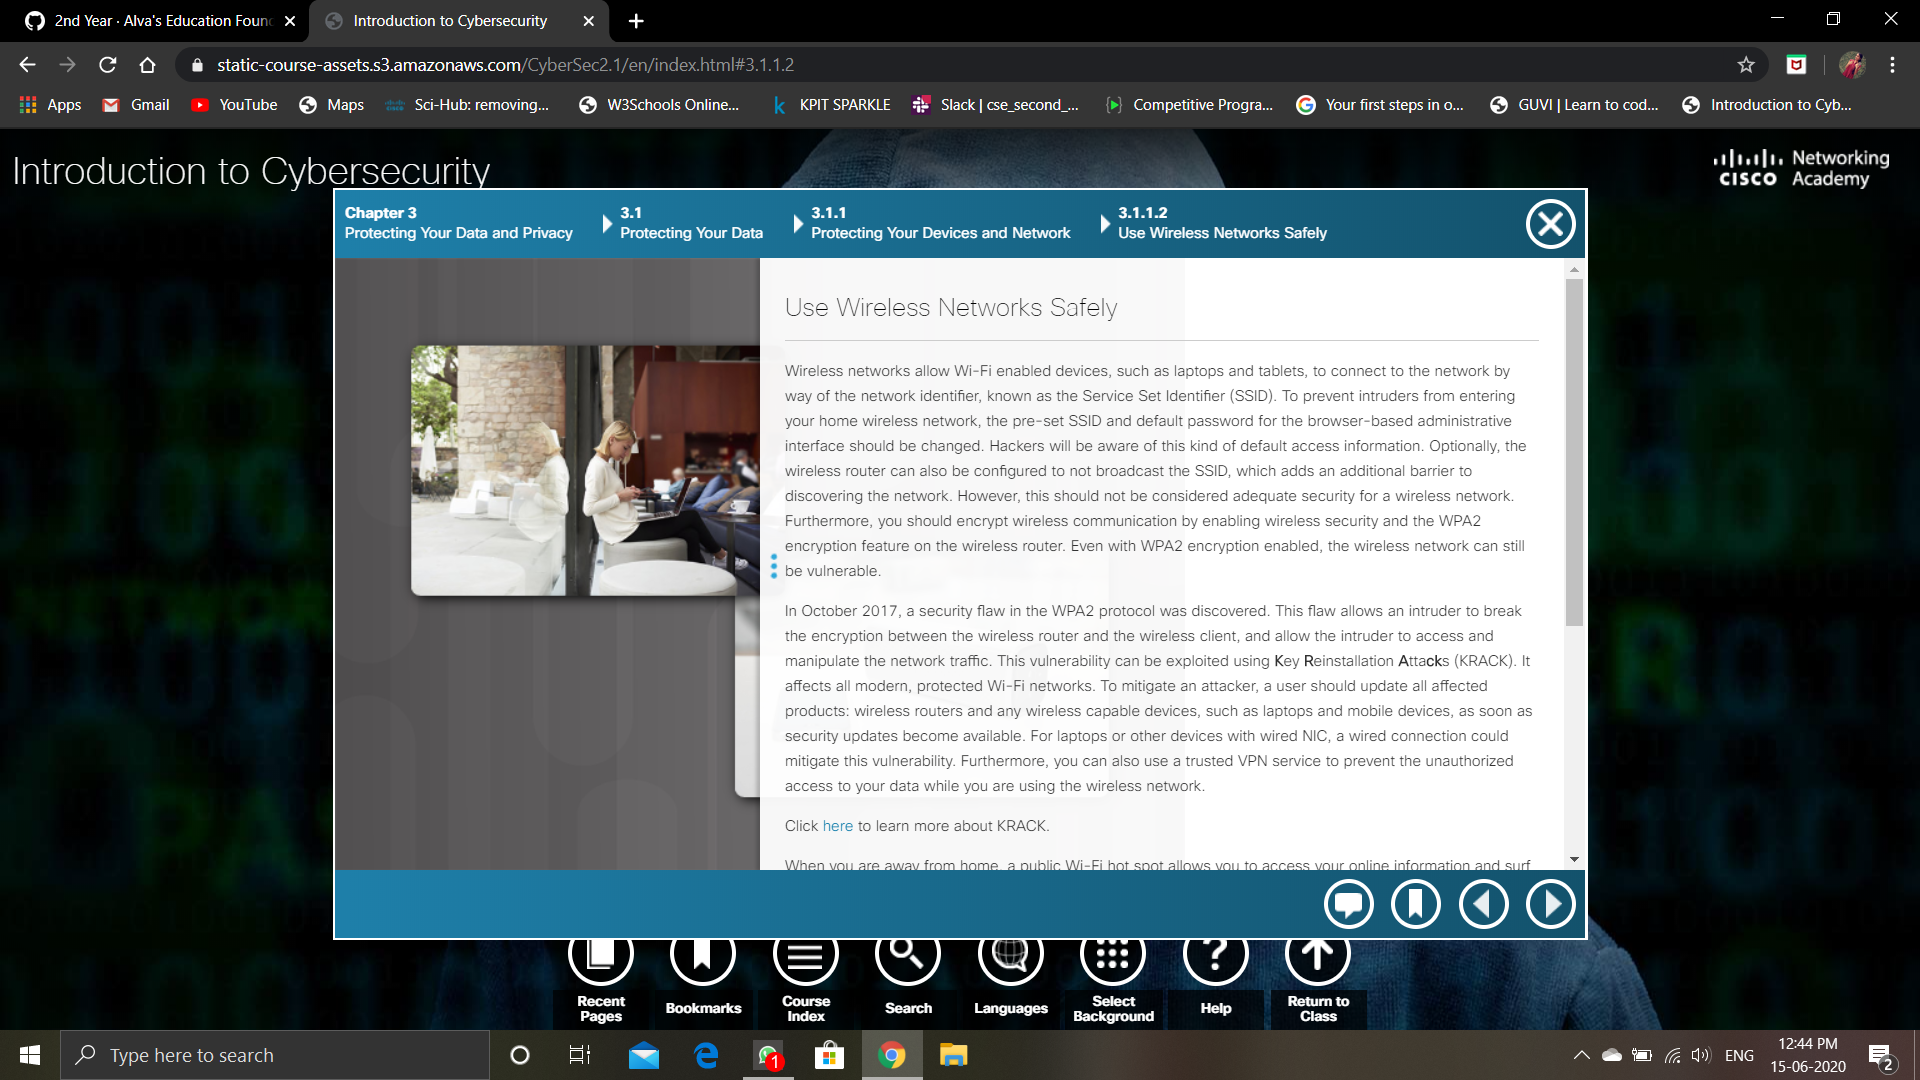 2nd Year · Alva's Education Foun
Introduction to Cybersecurity
static-course-assets.s3.amazonaws.com/CyberSec2.1/en/index.html#3.1.1.2
Apps
Gmail
YouTube
Maps
Sci-Hub: removing...
W3Schools Online...
KPIT SPARKLE
Slack | cse_second_...
Competitive Progra...
Your first steps in o...
GUVI | Learn to cod...
Introduction to Cyb...
Introduction to Cybersecurity
CISCO Networking
Academy
Chapter 3
Protecting Your Data and Privacy
3.1
Protecting Your Data
3.1.1
Protecting Your Devices and Network
3.1.1.2
Use Wireless Networks Safely
Use Wireless Networks Safely
Wireless networks allow Wi-Fi enabled devices, such as laptops and tablets, to connect to the network by
way of the network identifier, known as the Service Set Identifier (SSID). To prevent intruders from entering
your home wireless network, the pre-set SSID and default password for the browser-based administrative
interface should be changed. Hackers will be aware of this kind of default access information. Optionally, the
wireless router can also be configured to not broadcast the SSID, which adds an additional barrier to
discovering the network. However, this should not be considered adequate security for a wireless network.
Furthermore, you should encrypt wireless communication by enabling wireless security and the WPA2
encryption feature on the wireless router. Even with WPA2 encryption enabled, the wireless network can still
be vulnerable.
In October 2017, a security flaw in the WPA2 protocol was discovered. This flaw allows an intruder to break
the encryption between the wireless router and the wireless client, and allow the intruder to access and
manipulate the network traffic. This vulnerability can be exploited using Key Reinstallation Attacks (KRACK). It
affects all modern, protected Wi-Fi networks. To mitigate an attacker, a user should update all affected
products: wireless routers and any wireless capable devices, such as laptops and mobile devices, as soon as
security updates become available. For laptops or other devices with wired NIC, a wired connection could
mitigate this vulnerability. Furthermore, you can also use a trusted VPN service to prevent the unauthorized
access to your data while you are using the wireless network.
Click here to learn more about KRACK.
When you are away from home, a public Wi-Fi hot spot allows you to access your online information and surf
Recent
Pages
Bookmarks
Course
Index
Search
Languages
Select
Background
Help
Return to
Class
Type here to search
1
ENG
12:44 PM
15-06-2020
2